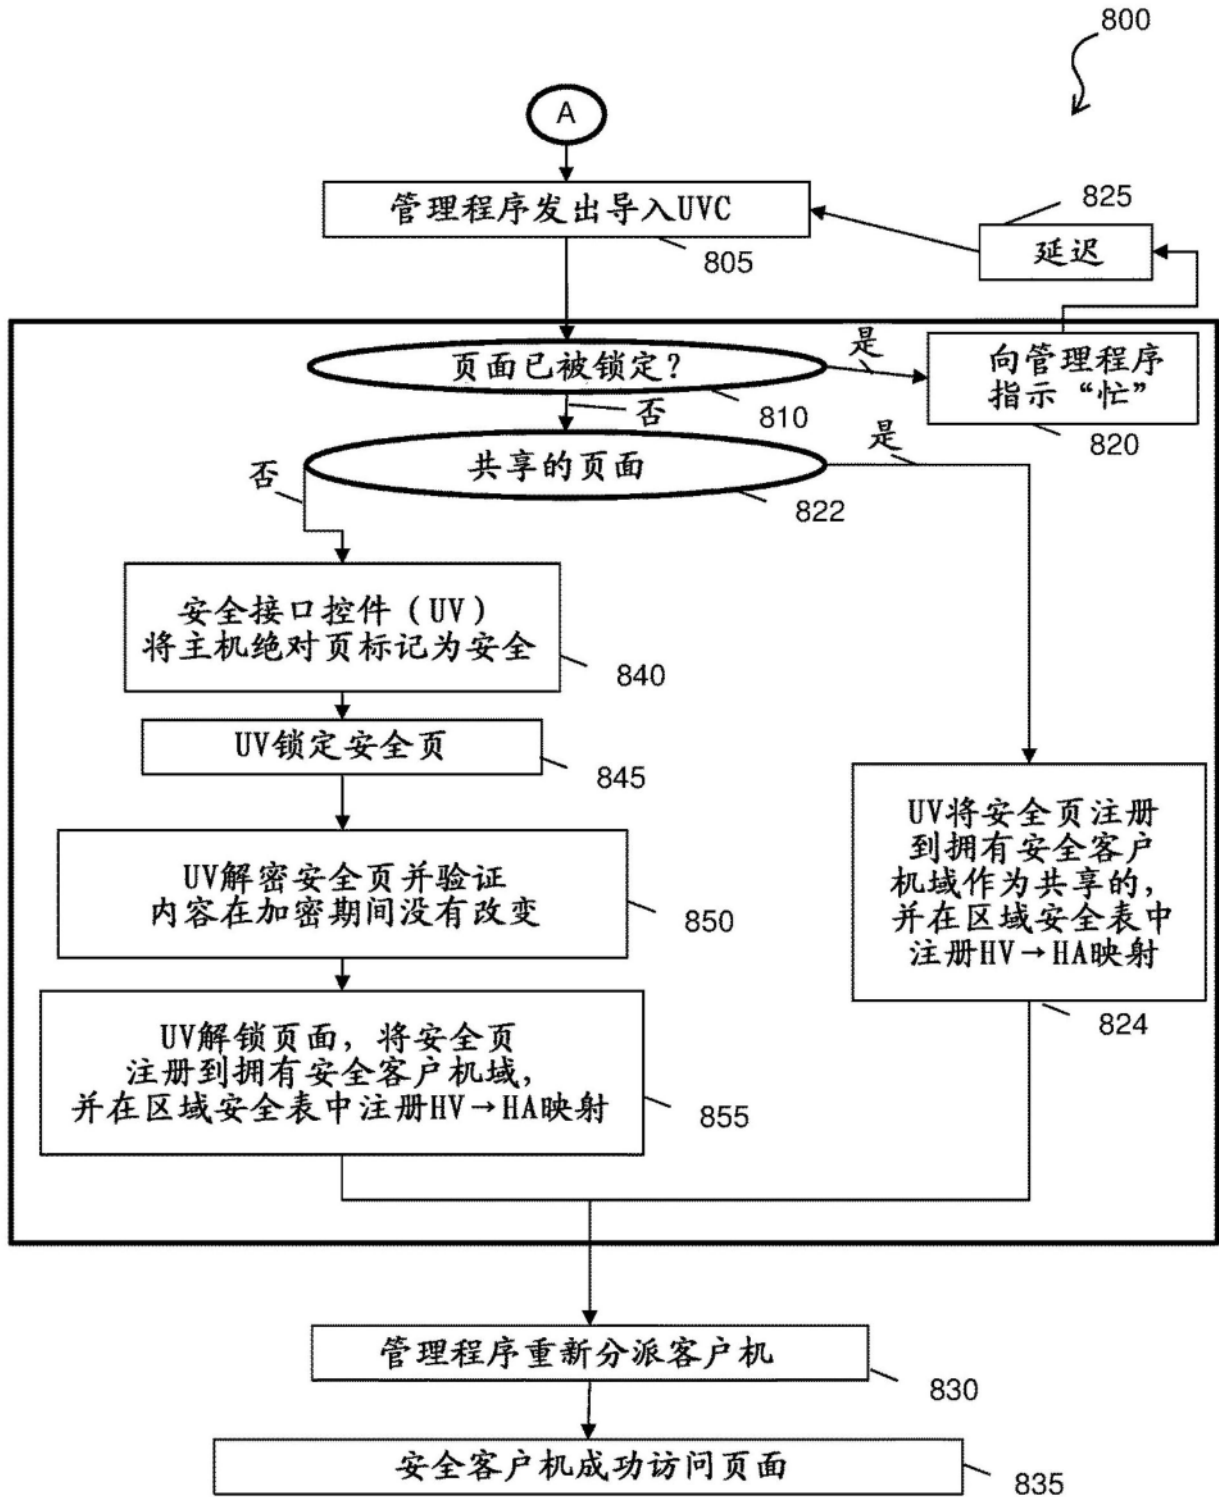 800
A
管理程序发出导入UVC
805
825
延迟
页面已被锁定?
810
是
向管理程序
指示“忙”
820
否
共享的页面
822
是
否
安全接口控件（UV）
将主机绝对页标记为安全
840
UV锁定安全页
845
UV解密安全页并验证
内容在加密期间没有改变
850
UV解锁页面，将安全页
注册到拥有安全客户机域，
并在区域安全表中注册HV→HA映射
855
UV将安全页注册
到拥有安全客户
机域作为共享的，
并在区域安全表中
注册HV→HA映射
824
管理程序重新分派客户机
830
安全客户机成功访问页面
835